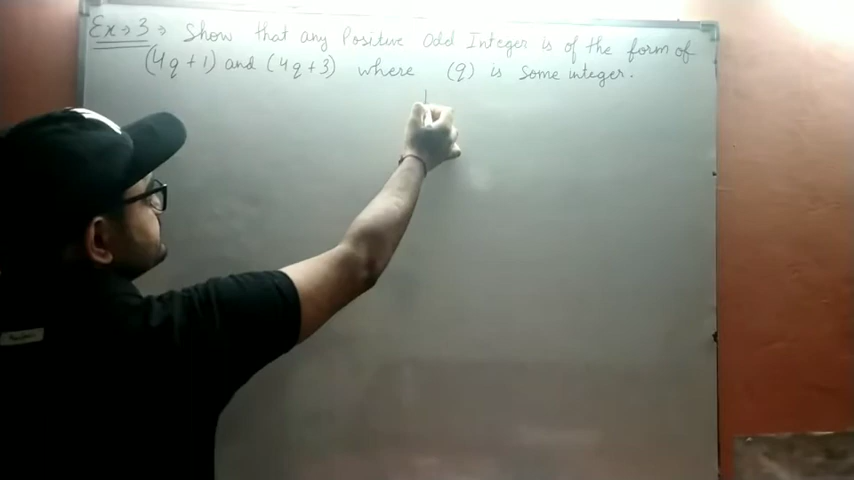 Ex→3 → Show that any Positive Odd Integer is of the form of
(4q + 1) and (4q + 3) where (q) is some integer.